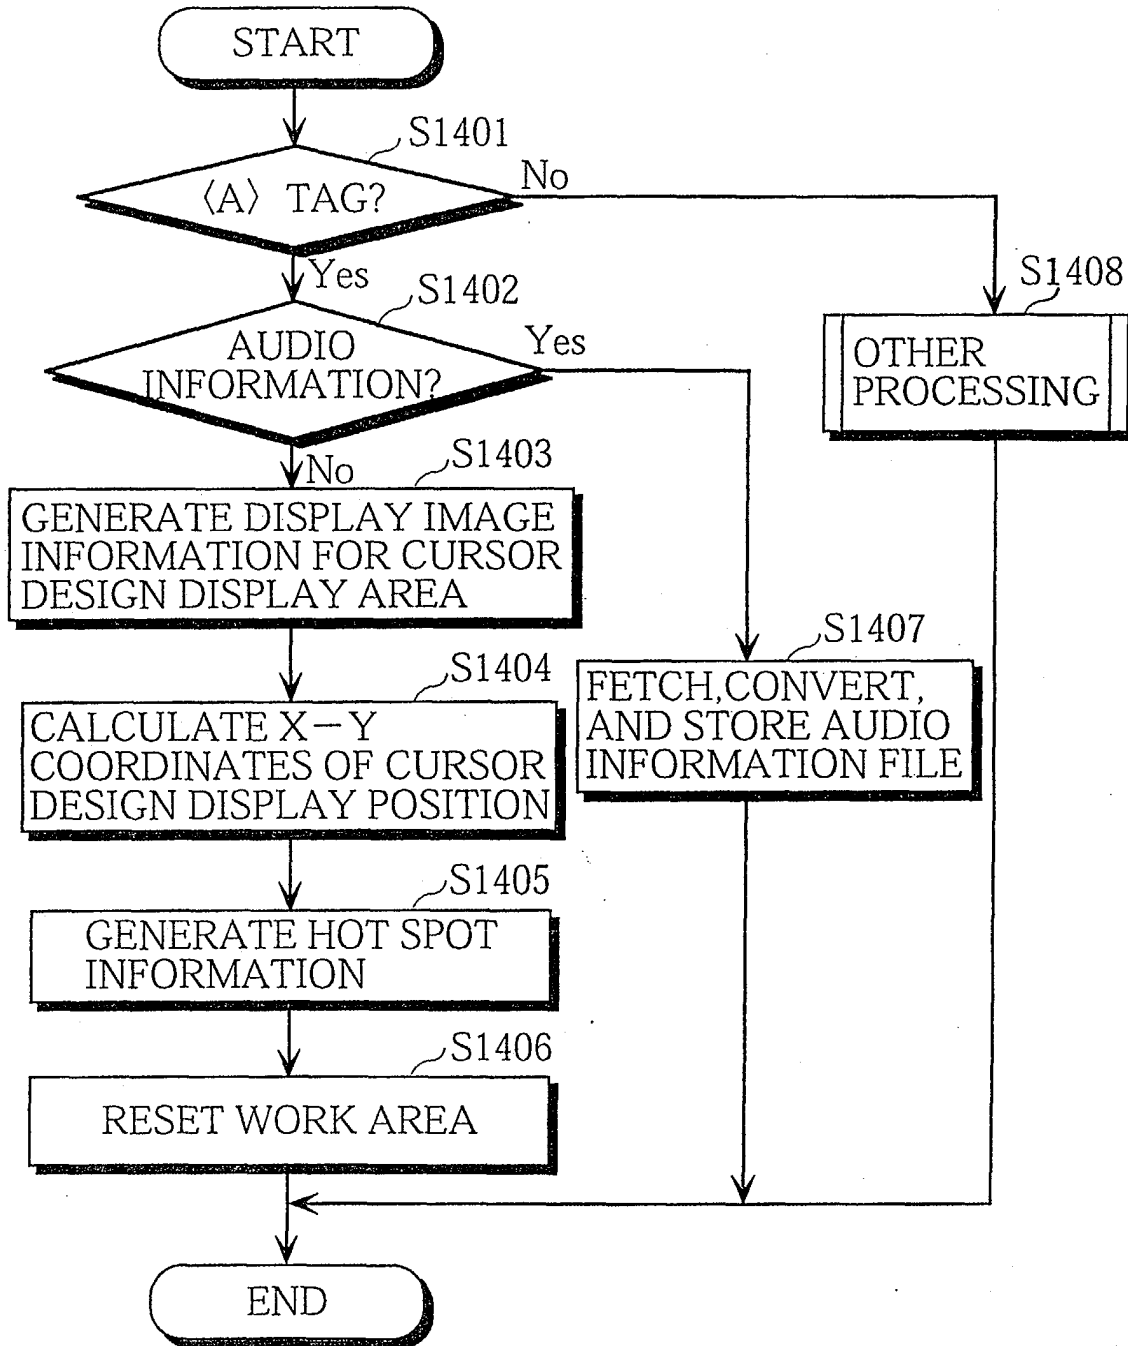 START
S1401
〈A〉 TAG?
No
Yes
S1402
AUDIO
INFORMATION?
Yes
S1408
OTHER
PROCESSING
No
S1403
GENERATE DISPLAY IMAGE
INFORMATION FOR CURSOR
DESIGN DISPLAY AREA
S1404
CALCULATE X-Y
COORDINATES OF CURSOR
DESIGN DISPLAY POSITION
S1407
FETCH, CONVERT,
AND STORE AUDIO
INFORMATION FILE
S1405
GENERATE HOT SPOT
INFORMATION
S1406
RESET WORK AREA
END